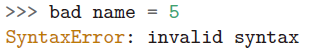 >>> bad name = 5
SyntaxError: invalid syntax